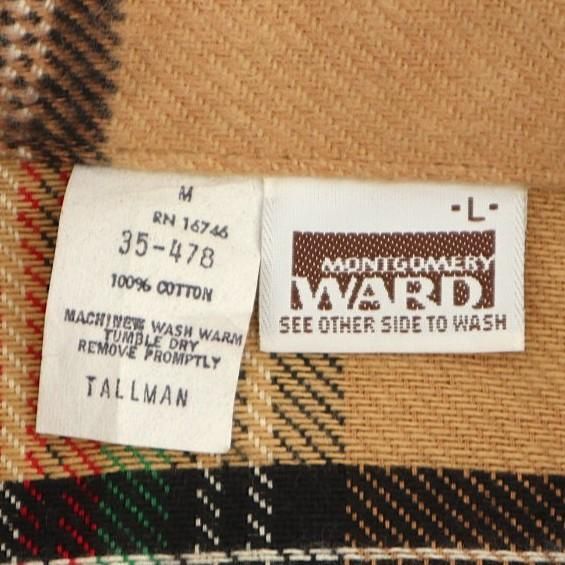 M
RN 16746
35-478
100% COTTON
MACHINE WASH WARM
TUMBLE DRY
REMOVE PROMPTLY
TALLMAN
-L-
MONTGOMERY
WARD
SEE OTHER SIDE TO WASH